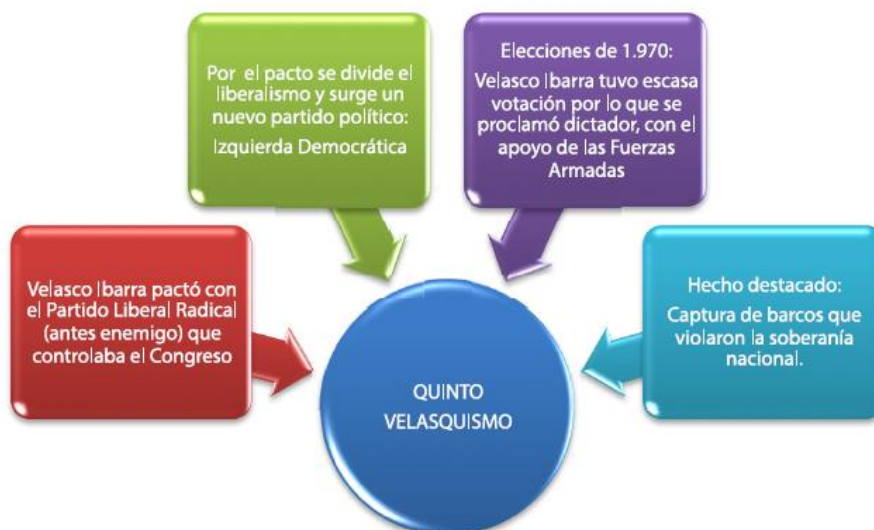 Por el pacto se divide el
liberalismo y surge un
nuevo partido político:
Izquierda Democrática
Elecciones de 1.970:
Velasco Ibarra tuvo escasa
votación por lo que se
proclamó dictador, con el
apoyo de las Fuerzas
Armadas
Velasco Ibarra pactó con
el Partido Liberal Radical
(antes enemigo) que
controlaba el Congreso
Hecho destacado:
Captura de barcos que
violaron la soberanía
nacional.
QUINTO
VELASQUISMO